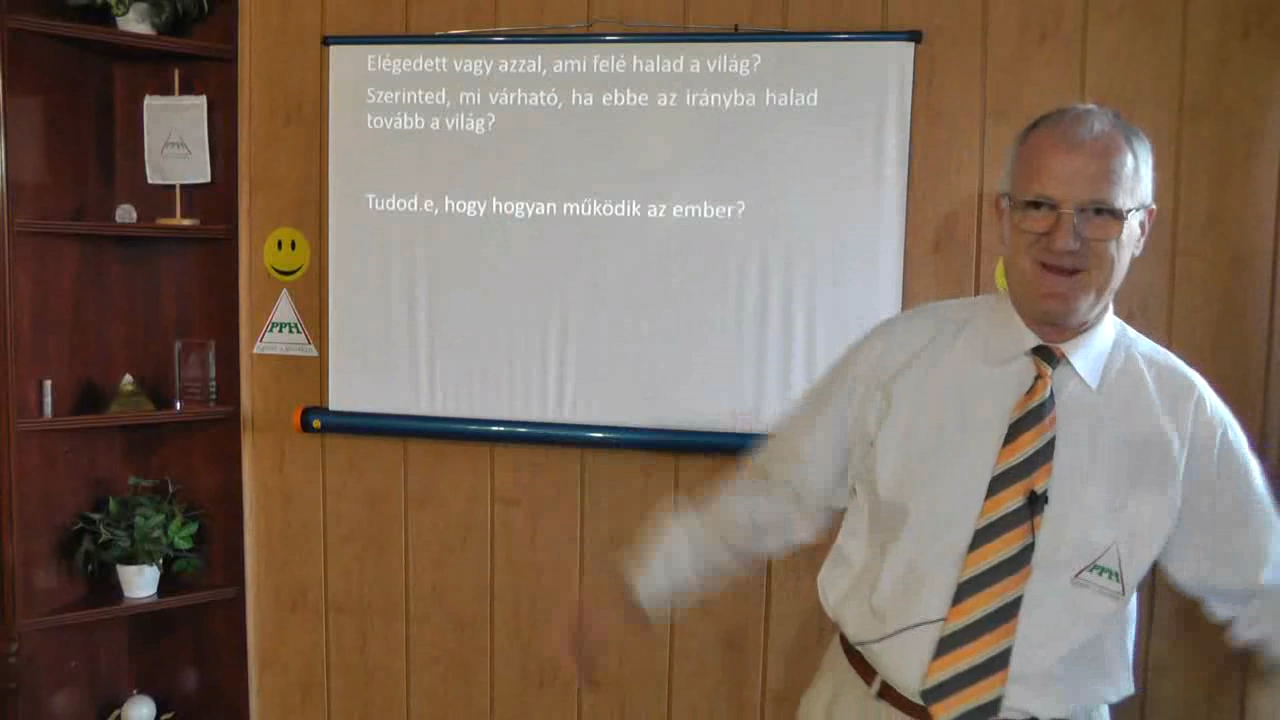 Elégedett vagy azzal, ami felé halad a világ?
Szerinted, mi várható, ha ebbe az irányba halad
tovább a világ?
Tudod.e, hogy hogyan működik az ember?
PPH
PPH
PPH